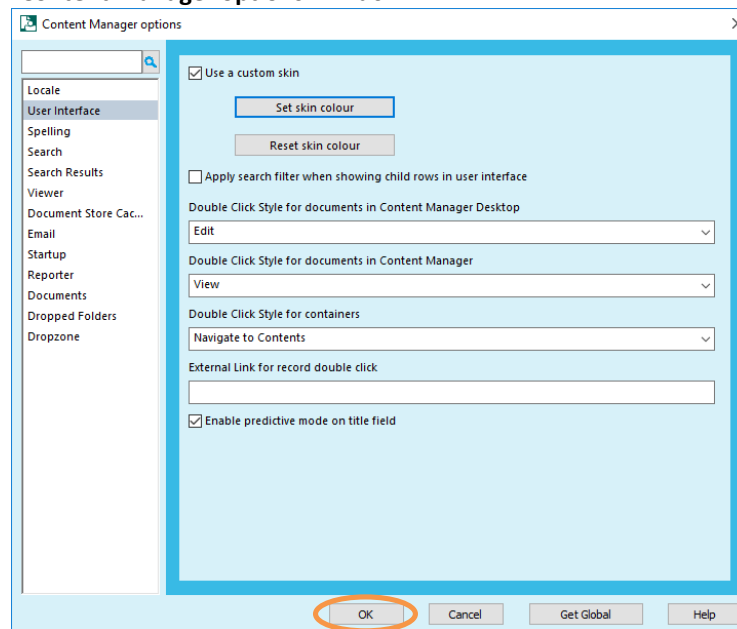 Content Manager options
Use a custom skin
Locale
User Interface
Spelling
Search
Search Results
Viewer
Document Store Cac...
Email
Startup
Reporter
Documents
Dropped Folders
Dropzone
Set skin colour
Reset skin colour
Apply search filter when showing child rows in user interface
Double Click Style for documents in Content Manager Desktop
Edit
Double Click Style for documents in Content Manager
View
Double Click Style for containers
Navigate to Contents
External Link for record double click
Enable predictive mode on title field
OK Cancel Get Global Help